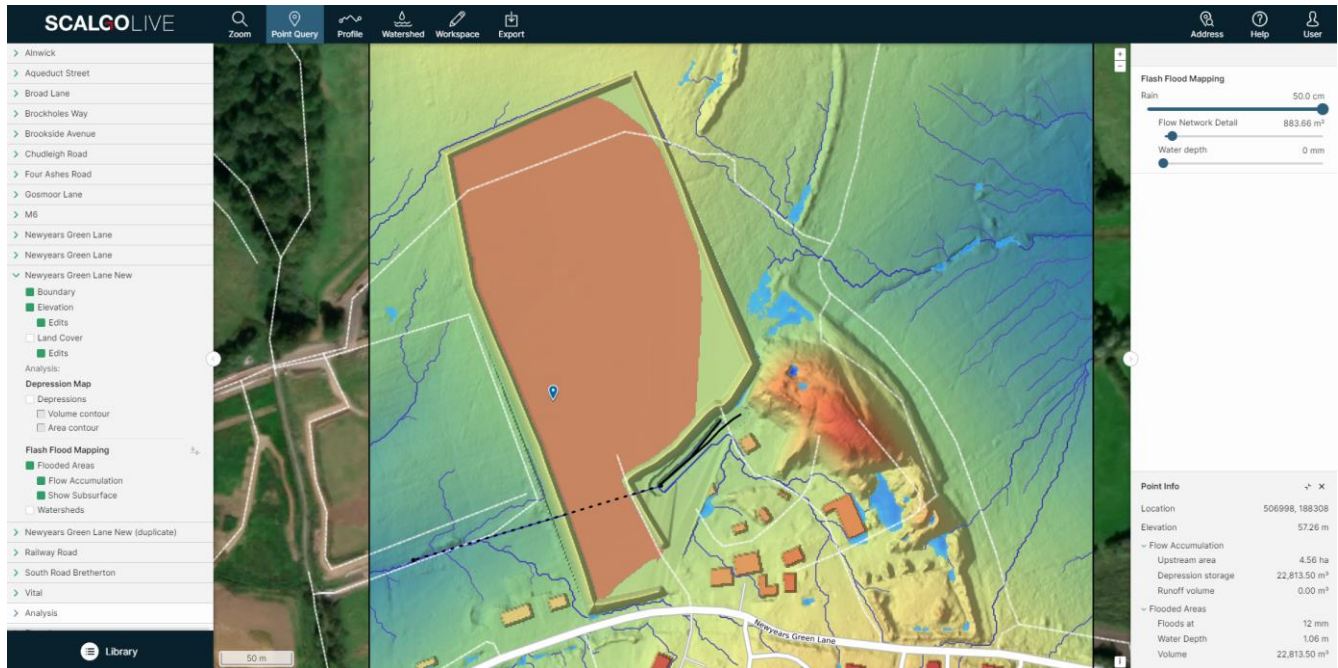 SCALGOLIVE
Zoom
Point Query
Profile
Watershed
Workspace
Export
Address
Help
User
Alnwick
Aqueduct Street
Broad Lane
Brockholes Way
Brookside Avenue
Chudleigh Road
Four Ashes Road
Gosmoor Lane
M6
Newyears Green Lane
Newyears Green Lane
Newyears Green Lane New
Boundary
Elevation
Edits
Land Cover
Edits
Analysis:
Depression Map
Depressions
Volume contour
Area contour
Flash Flood Mapping
Flooded Areas
Flow Accumulation
Show Subsurface
Watersheds
Newyears Green Lane New (duplicate)
Railway Road
South Road Bretherton
Vital
Analysis
Library
50 m
Newyears Green Lane
Flash Flood Mapping
Rain 50.0 cm
Flow Network Detail 883.66 m²
Water depth 0 mm
Point Info
Location 506998, 188308
Elevation 57.26 m
Flow Accumulation
Upstream area 4.56 ha
Depression storage 22,813.50 m³
Runoff volume 0.00 m³
Flooded Areas
Floods at 12 mm
Water Depth 1.06 m
Volume 22,813.50 m³